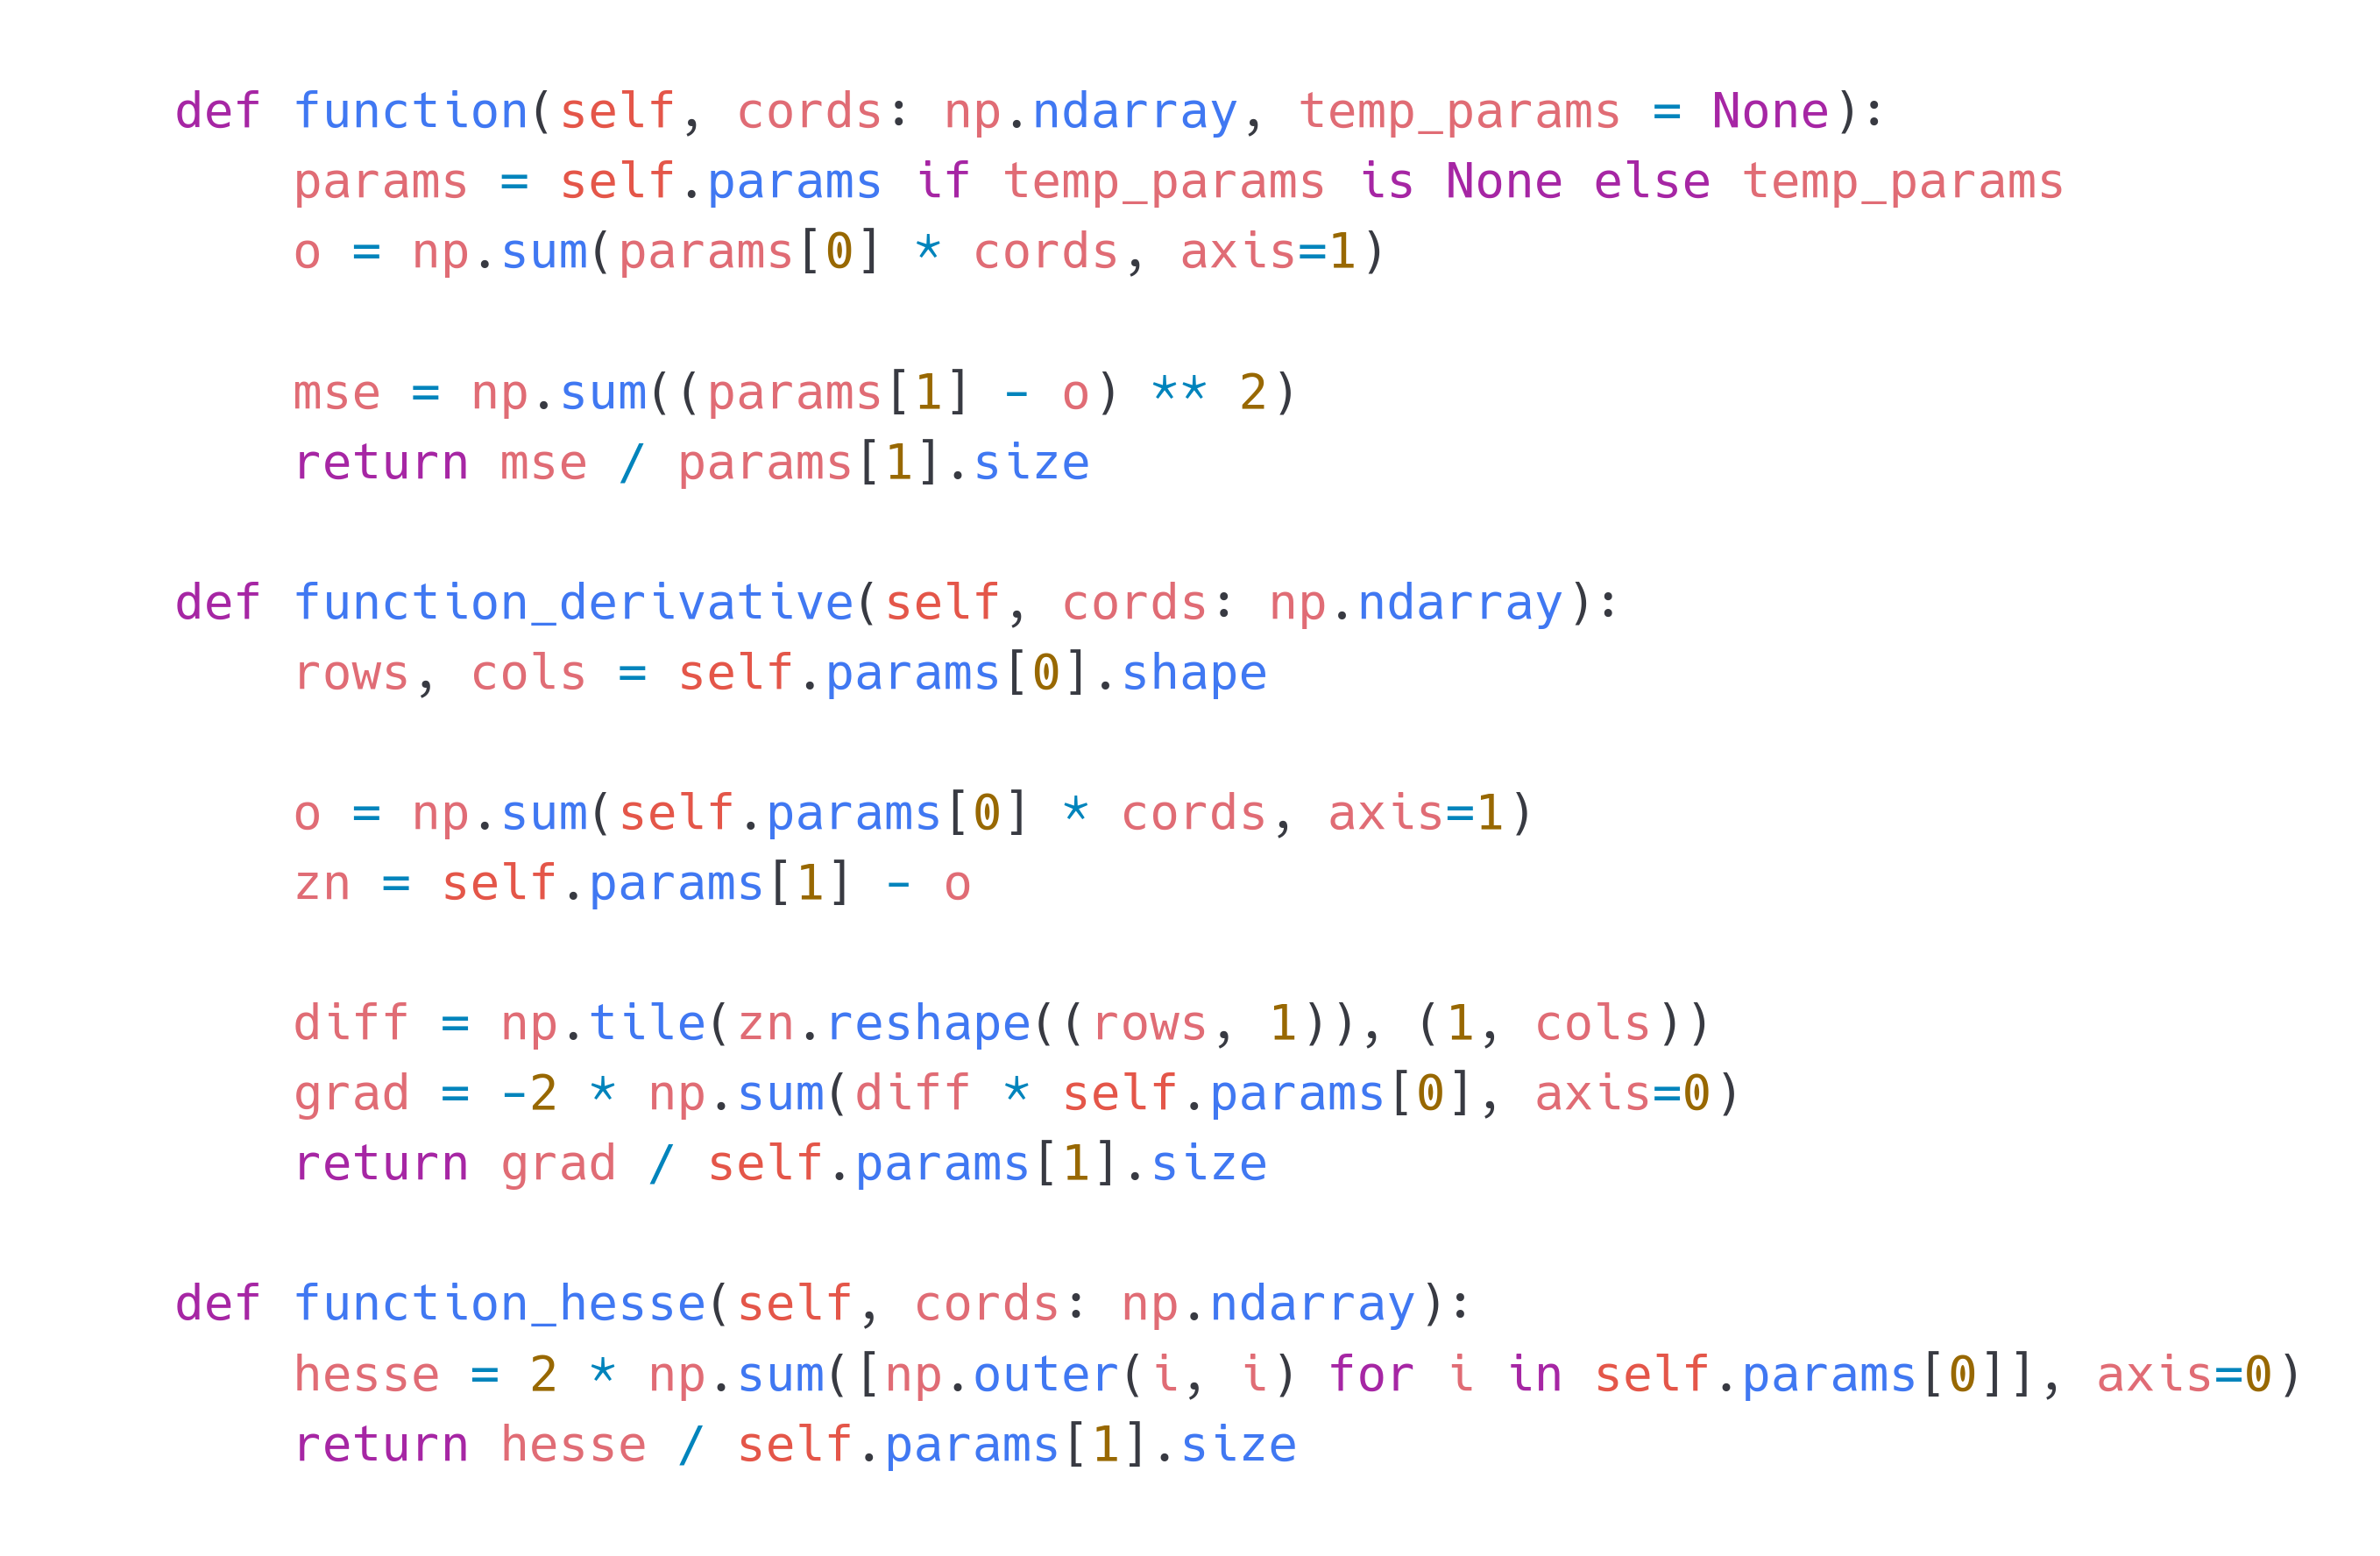 def function(self, cords: np.ndarray, temp_params = None):
    params = self.params if temp_params is None else temp_params
    o = np.sum(params[0] * cords, axis=1)

    mse = np.sum((params[1] - o) ** 2)
    return mse / params[1].size

def function_derivative(self, cords: np.ndarray):
    rows, cols = self.params[0].shape

    o = np.sum(self.params[0] * cords, axis=1)
    zn = self.params[1] - o

    diff = np.tile(zn.reshape((rows, 1)), (1, cols))
    grad = -2 * np.sum(diff * self.params[0], axis=0)
    return grad / self.params[1].size

def function_hesse(self, cords: np.ndarray):
    hesse = 2 * np.sum([np.outer(i, i) for i in self.params[0]], axis=0)
    return hesse / self.params[1].size